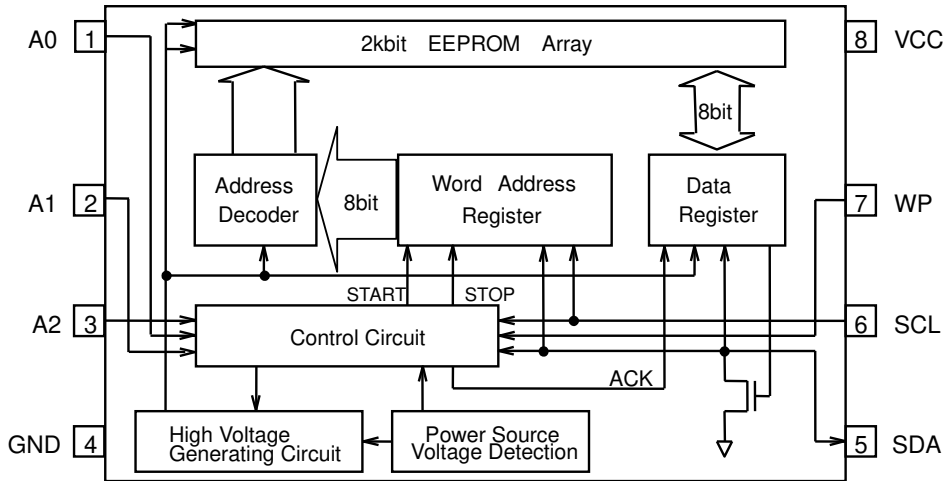 A0 1 2kbit EEPROM Array 8 VCC
8bit
A1 2 Address Decoder 8bit Word Address Register Data Register 7 WP
START STOP
A2 3 Control Circuit 6 SCL
ACK
GND 4 High Voltage Generating Circuit Power Source Voltage Detection 5 SDA